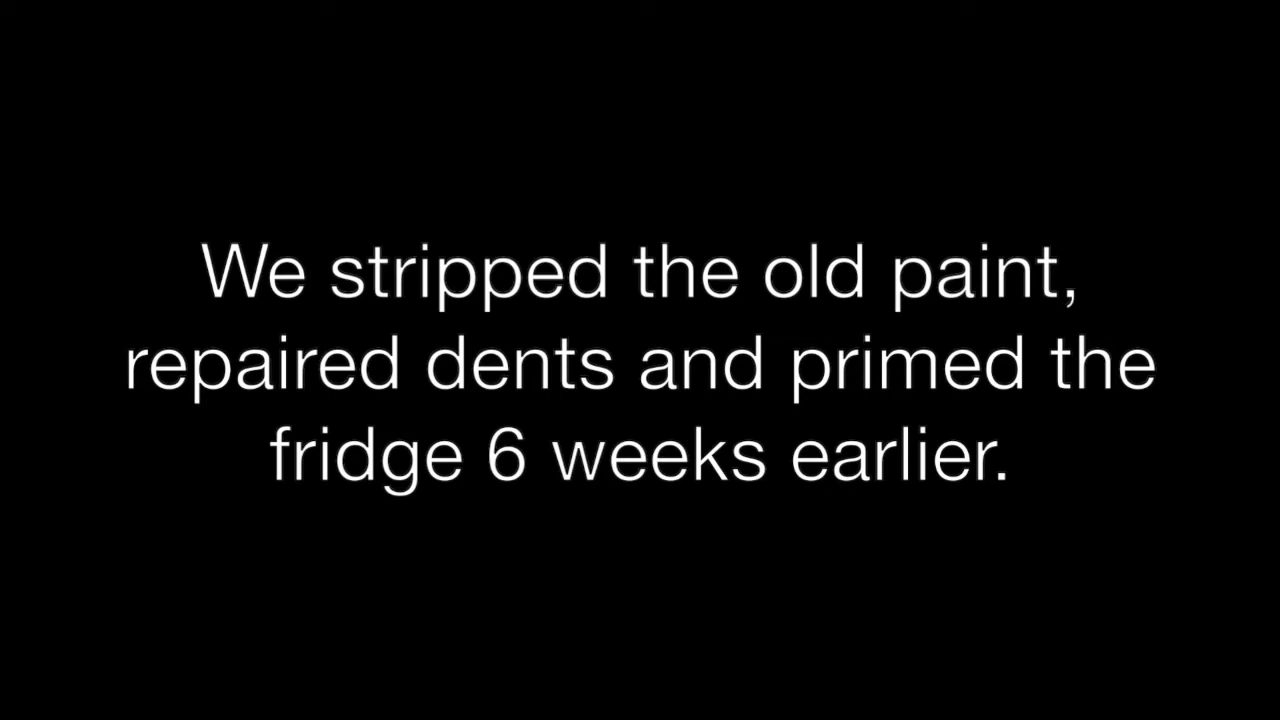 We stripped the old paint,
repaired dents and primed the
fridge 6 weeks earlier.